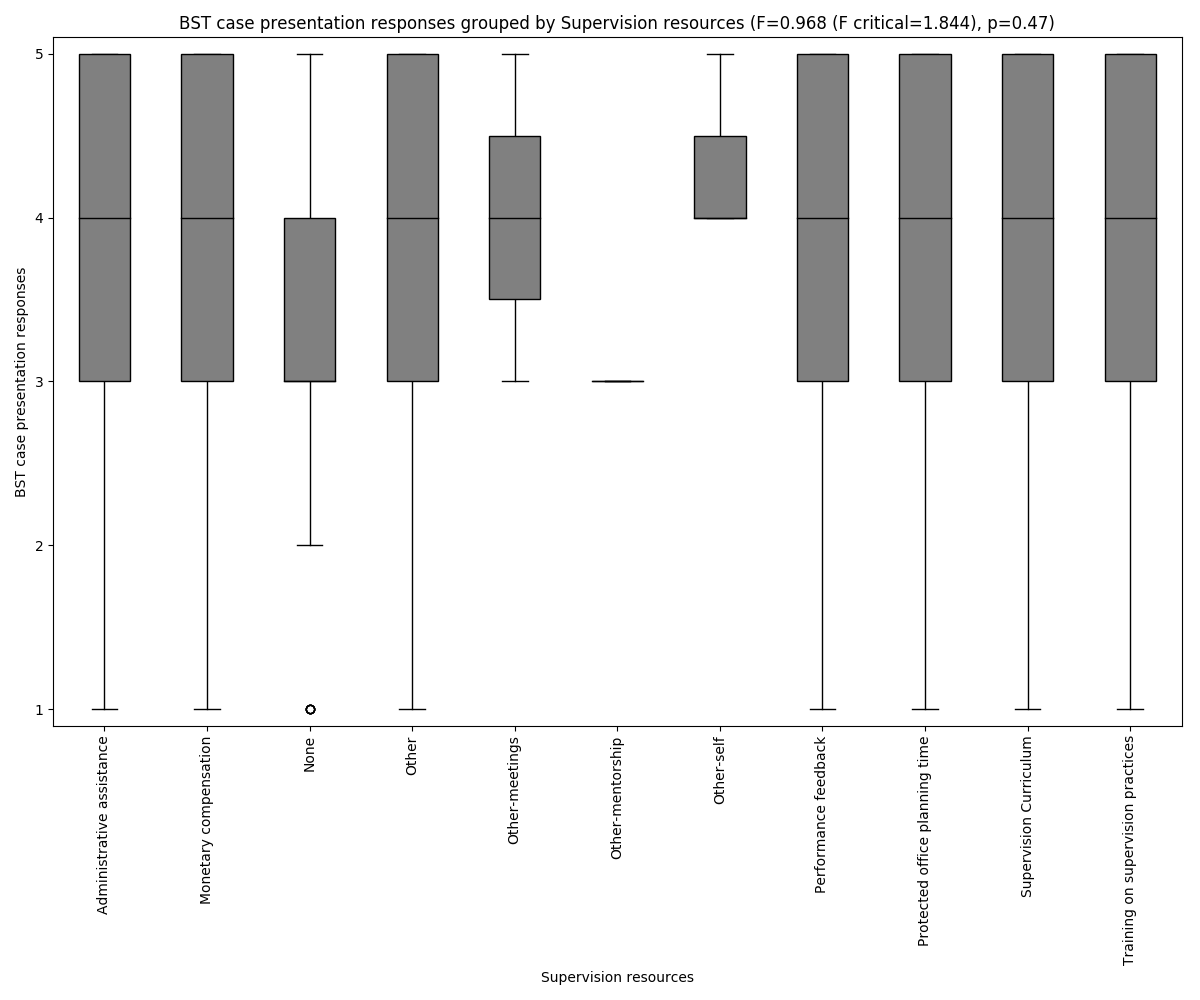 BST case presentation responses grouped by Supervision resources (F=0.968 (F critical=1.844), p=0.47)
5
4
3
2
1
BST case presentation responses
Administrative assistance
Monetary compensation
None
Other
Other-meetings
Other-mentorship
Other-self
Performance feedback
Protected office planning time
Supervision Curriculum
Training on supervision practices
Supervision resources